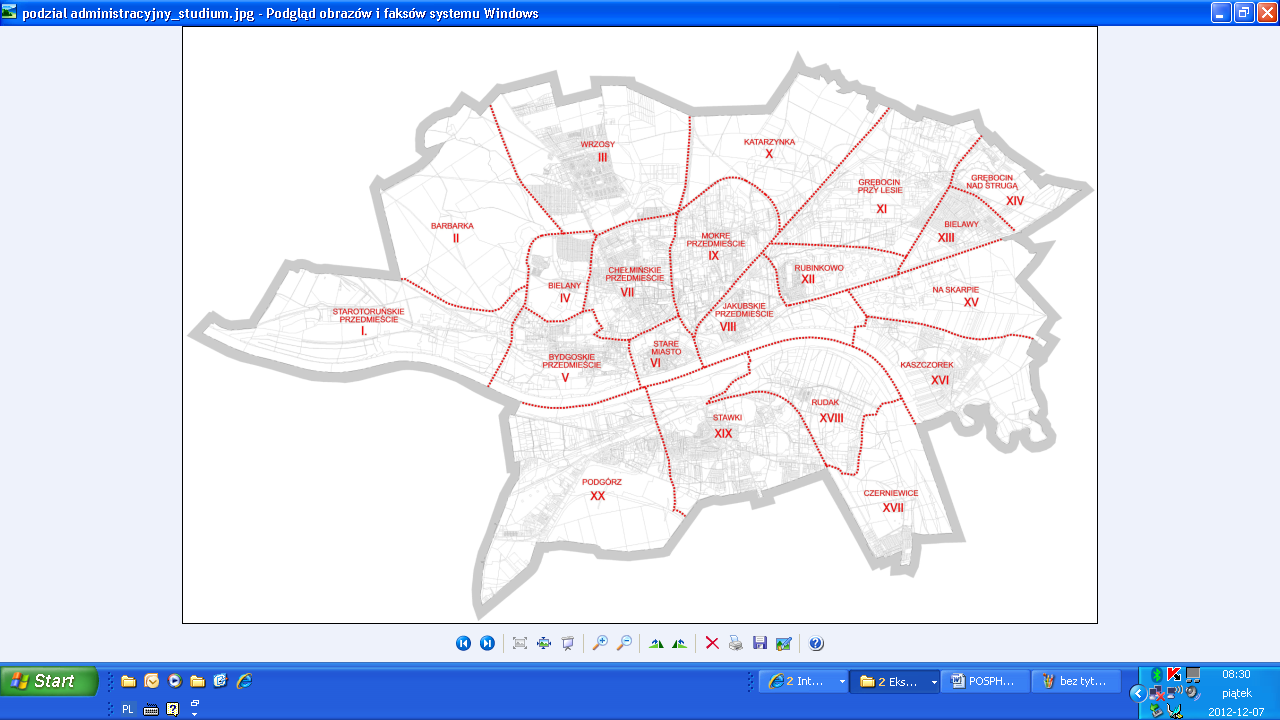 podzial administracyjny_studium.jpg - Podgląd obrazów i faksów systemu Windows
WRZOSY
III
KATARZYNKA
X
GRĘBOCIN
PRZY LESIE
XI
GRĘBOCIN
NAD STRUGĄ
XIV
BARBARKA
II
BIELAWY
XIII
MOKRE
PRZEDMIEŚCIE
IX
CHEŁMIŃSKIE
PRZEDMIEŚCIE
VII
RUBINKOWO
XII
BIELANY
IV
NA SKARPIE
XV
STAROTORUŃSKIE
PRZEDMIEŚCIE
I.
JAKUBSKIE
PRZEDMIEŚCIE
VIII
STARE
MIASTO
VI
BYDGOSKIE
PRZEDMIEŚCIE
V
KASZCZOREK
XVI
RUDAK
XVIII
STAWKI
XIX
PODGÓRZ
XX
CZERNIEWICE
XVII
Start
2 Int...
2 Eks...
POSPH...
bez tyt...
PL
08:30
piątek
2012-12-07